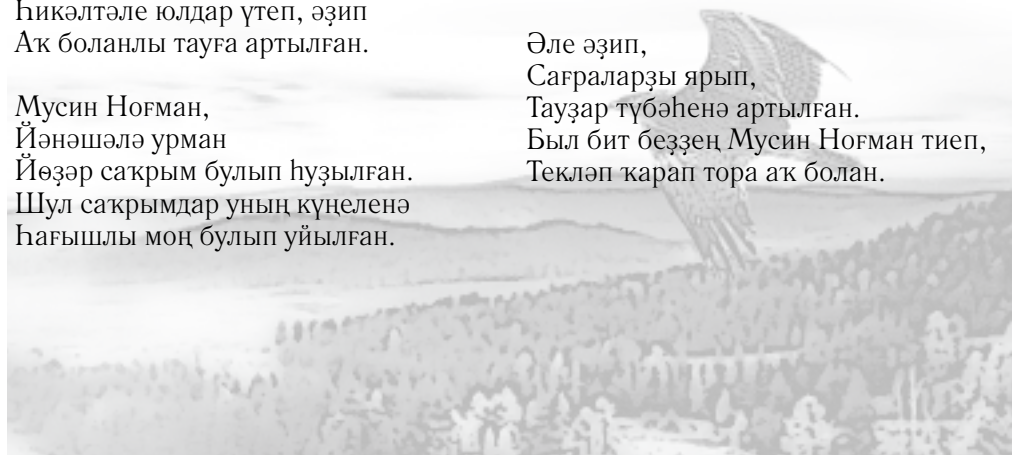 Һикәлтәле юлдар үтеп, әҙип
Аҡ боланлы тауға артылған.
Мусин Ноғман,
Йәнәшәлә урман
Йөҙәр саҡрым булып һуҙылған.
Шул саҡрымдар уның күңеленә
Һағышлы моң булып уйылған.
Әле әҙип,
Сағраларҙы ярып,
Тауҙар түбәһенә артылған.
Был бит беҙҙең Мусин Ноғман тиеп,
Текләп ҡарап тора аҡ болан.